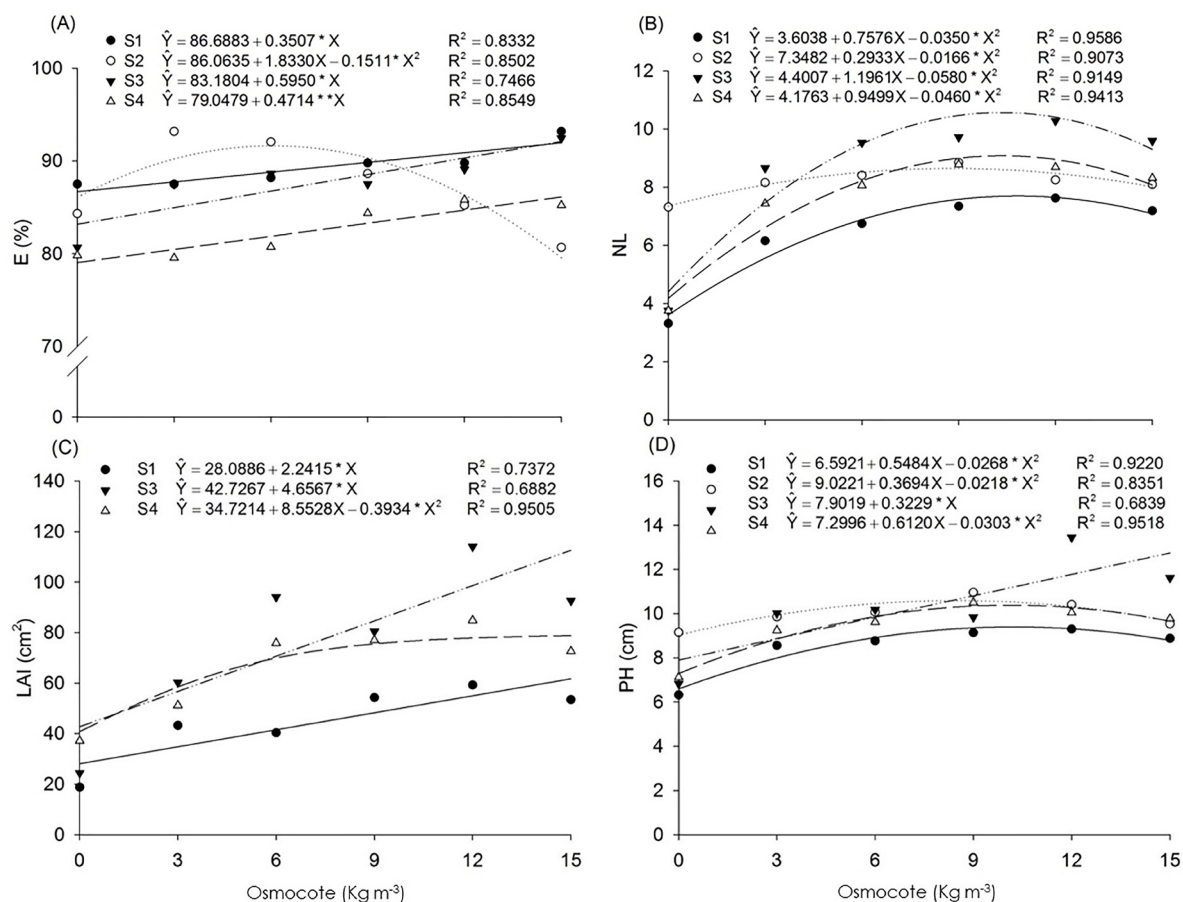 (A)
● S1 Ŷ = 86.6883 + 0.3507 * X R² = 0.8332
○ S2 Ŷ = 86.0635 + 1.8330 X − 0.1511 * X² R² = 0.8502
▼ S3 Ŷ = 83.1804 + 0.5950 * X R² = 0.7466
△ S4 Ŷ = 79.0479 + 0.4714 ** X R² = 0.8549
100
90
80
70
0
E (%)
(B)
● S1 Ŷ = 3.6038 + 0.7576X − 0.0350 * X² R² = 0.9586
○ S2 Ŷ = 7.3482 + 0.2933X − 0.0166 * X² R² = 0.9073
▼ S3 Ŷ = 4.4007 + 1.1961X − 0.0580 * X² R² = 0.9149
△ S4 Ŷ = 4.1763 + 0.9499X − 0.0460 * X² R² = 0.9413
12
10
8
6
4
2
0
NL
(C)
● S1 Ŷ = 28.0886 + 2.2415 * X R² = 0.7372
▼ S3 Ŷ = 42.7267 + 4.6567 * X R² = 0.6882
△ S4 Ŷ = 34.7214 + 8.5528X − 0.3934 * X² R² = 0.9505
140
120
100
80
60
40
20
0
LAI (cm²)
0 3 6 9 12 15
Osmocote (Kg m⁻³)
(D)
● S1 Ŷ = 6.5921 + 0.5484X − 0.0268 * X² R² = 0.9220
○ S2 Ŷ = 9.0221 + 0.3694X − 0.0218 * X² R² = 0.8351
▼ S3 Ŷ = 7.9019 + 0.3229 * X R² = 0.6839
△ S4 Ŷ = 7.2996 + 0.6120X − 0.0303 * X² R² = 0.9518
16
14
12
10
8
6
4
2
0
PH (cm)
0 3 6 9 12 15
Osmocote (Kg m⁻³)